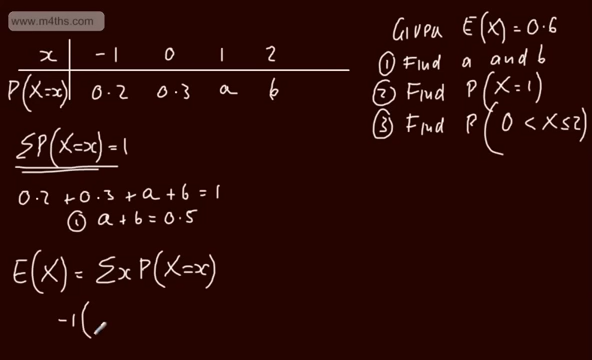 www.m4ths.com
x -1 0 1 2
P(X=x) 0.2 0.3 a b
ΣP(X=x) = 1
0.2 + 0.3 + a + b = 1
① a + b = 0.5
E(X) = Σx P(X=x)
-1(
Given E(X) = 0.6
① Find a and b
② Find P(X=1)
③ Find P(0 < X ≤ 2)